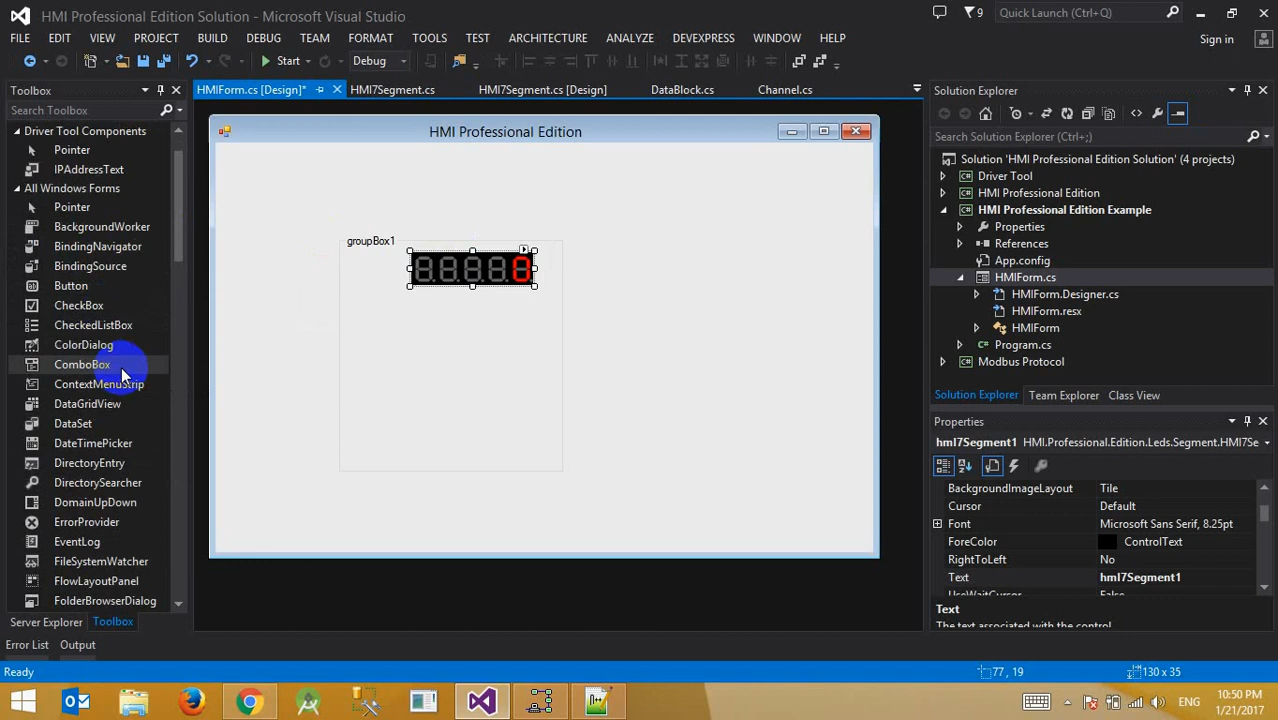 HMI Professional Edition Solution - Microsoft Visual Studio
9
Quick Launch (Ctrl+Q)
FILE EDIT VIEW PROJECT BUILD DEBUG TEAM FORMAT TOOLS TEST ARCHITECTURE ANALYZE DEVEXPRESS WINDOW HELP
Sign in
Start Debug
Toolbox
Search Toolbox
Driver Tool Components
Pointer
IPAddressText
All Windows Forms
Pointer
BackgroundWorker
BindingNavigator
BindingSource
Button
CheckBox
CheckedListBox
ColorDialog
ComboBox
ContextMenuStrip
DataGridView
DataSet
DateTimePicker
DirectoryEntry
DirectorySearcher
DomainUpDown
ErrorProvider
EventLog
FileSystemWatcher
FlowLayoutPanel
FolderBrowserDialog
Server Explorer Toolbox
HMIForm.cs [Design]* HMI7Segment.cs HMI7Segment.cs [Design] DataBlock.cs Channel.cs
HMI Professional Edition
groupBox1
0
Solution Explorer
Search Solution Explorer (Ctrl+;)
Solution 'HMI Professional Edition Solution' (4 projects)
Driver Tool
HMI Professional Edition
HMI Professional Edition Example
Properties
References
App.config
HMIForm.cs
HMIForm.Designer.cs
HMIForm.resx
HMIForm
Program.cs
Modbus Protocol
Solution Explorer Team Explorer Class View
Properties
hmI7Segment1 HMI.Professional.Edition.Leds.Segment.HMI7Se
BackgroundImageLayout Tile
Cursor Default
Font Microsoft Sans Serif, 8.25pt
ForeColor ControlText
RightToLeft No
Text hmI7Segment1
UseWaitCursor False
Text
The text associated with the control.
Error List Output
Ready
77 , 19
130 x 35
ENG
10:50 PM
1/21/2017